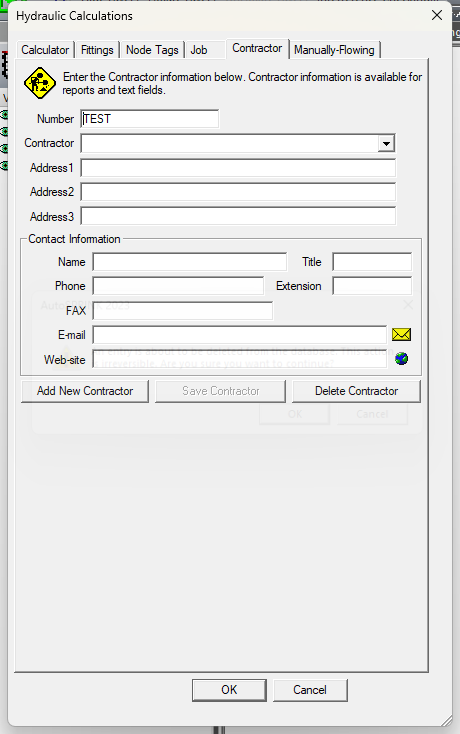 Hydraulic Calculations
Calculator Fittings Node Tags Job Contractor Manually-Flowing
Enter the Contractor information below. Contractor information is available for
reports and text fields.
Number TEST
Contractor
Address1
Address2
Address3
Contact Information
Name Title
Phone Extension
FAX
E-mail
Web-site
Add New Contractor Save Contractor Delete Contractor
OK Cancel
OK Cancel